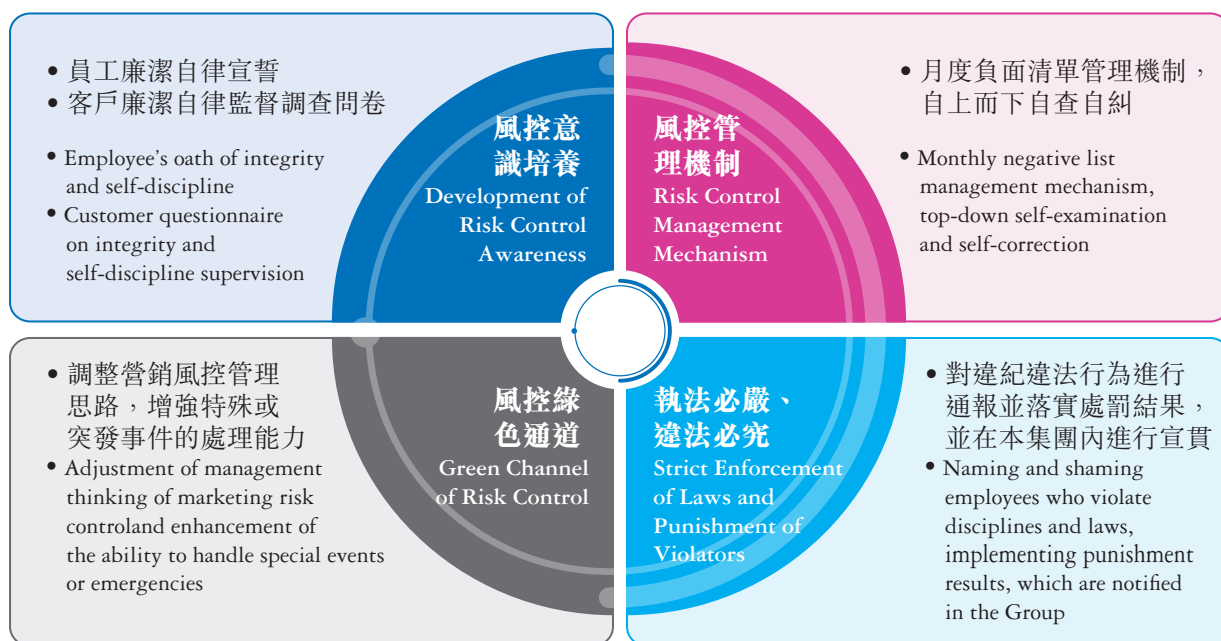 • 員工廉潔自律宣誓
• 客戶廉潔自律監督調查問卷
• Employee’s oath of integrity
and self-discipline
• Customer questionnaire
on integrity and
self-discipline supervision
風控意
識培養
Development of
Risk Control
Awareness
風控管
理機制
Risk Control
Management
Mechanism
• 月度負面清單管理機制，
自上而下自查自糾
• Monthly negative list
management mechanism,
top-down self-examination
and self-correction
• 調整營銷風控管理
思路，增強特殊或
突發事件的處理能力
• Adjustment of management
thinking of marketing risk
controland enhancement of
the ability to handle special events
or emergencies
風控綠
色通道
Green Channel
of Risk Control
執法必嚴、
違法必究
Strict Enforcement
of Laws and
Punishment of
Violators
• 對違紀違法行為進行
通報並落實處罰結果，
並在本集團內進行宣貫
• Naming and shaming
employees who violate
disciplines and laws,
implementing punishment
results, which are notified
in the Group